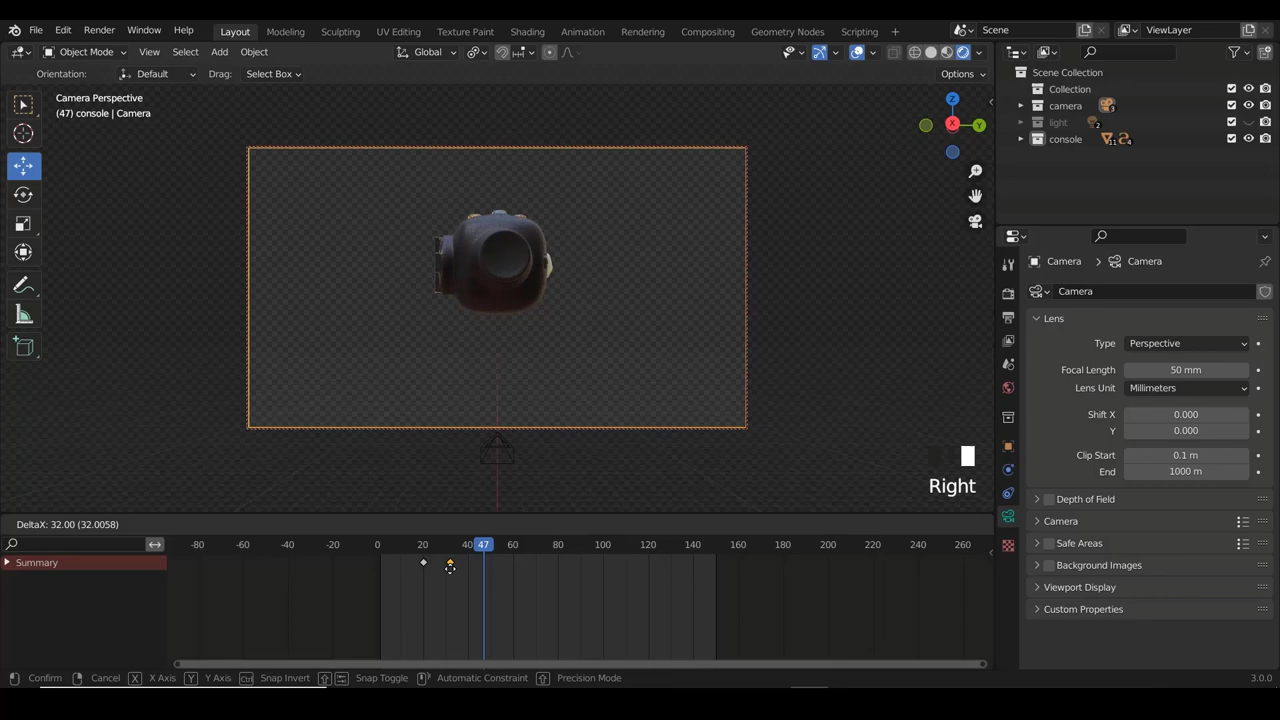 File Edit Render Window Help Layout Modeling Sculpting UV Editing Texture Paint Shading Animation Rendering Compositing Geometry Nodes Scripting + Scene ViewLayer
Object Mode View Select Add Object Global
Orientation: Default Drag: Select Box Options
Camera Perspective
(47) console | Camera
Z
X
Y
Scene Collection
Collection
camera 3
light 2
console 11 4
Camera > Camera
Camera
Lens
Type Perspective
Focal Length 50 mm
Lens Unit Millimeters
Shift X 0.000
Y 0.000
Clip Start 0.1 m
End 1000 m
Depth of Field
Camera
Safe Areas
Background Images
Viewport Display
Custom Properties
Right
DeltaX: 32.00 (32.0058)
-80 -60 -40 -20 0 20 40 47 60 80 100 120 140 160 180 200 220 240 260
Summary
Confirm Cancel X X Axis Y Y Axis Ctrl Snap Invert Snap Toggle Automatic Constraint Precision Mode 3.0.0